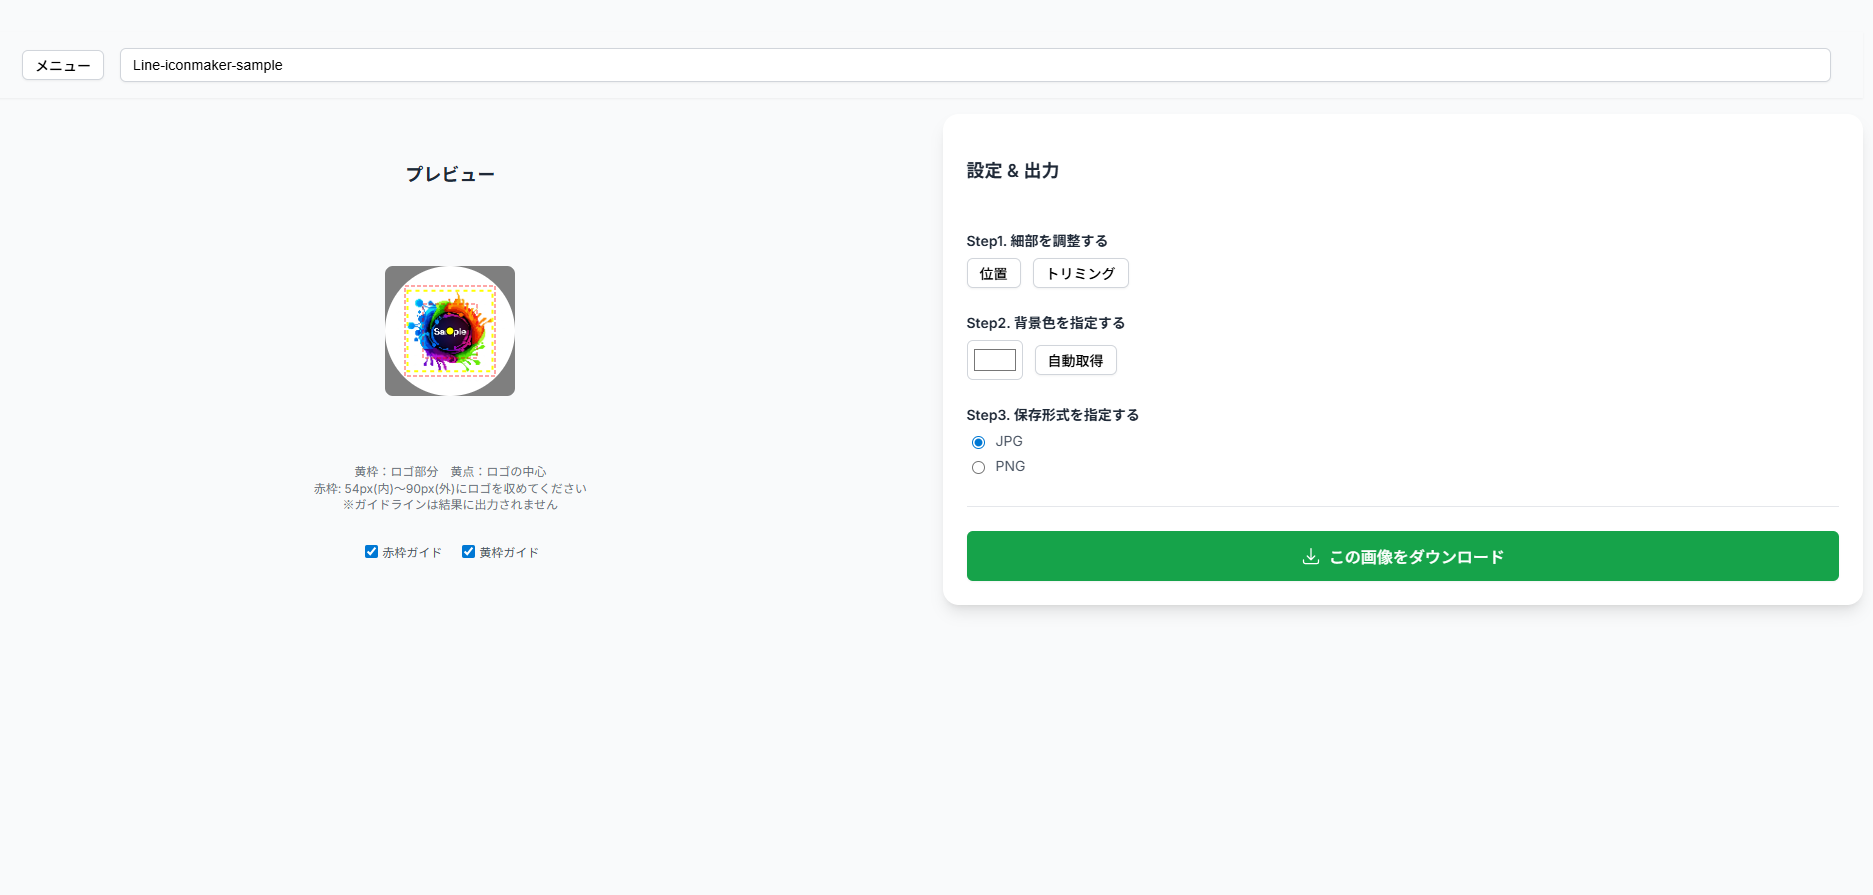 メニュー
Line-iconmaker-sample
プレビュー
Sample
黄枠：ロゴ部分　黄点：ロゴの中心
赤枠: 54px(内)～90px(外)にロゴを収めてください
※ガイドラインは結果に出力されません
赤枠ガイド　黄枠ガイド
設定 & 出力
Step1. 細部を調整する
位置　トリミング
Step2. 背景色を指定する
自動取得
Step3. 保存形式を指定する
JPG
PNG
この画像をダウンロード